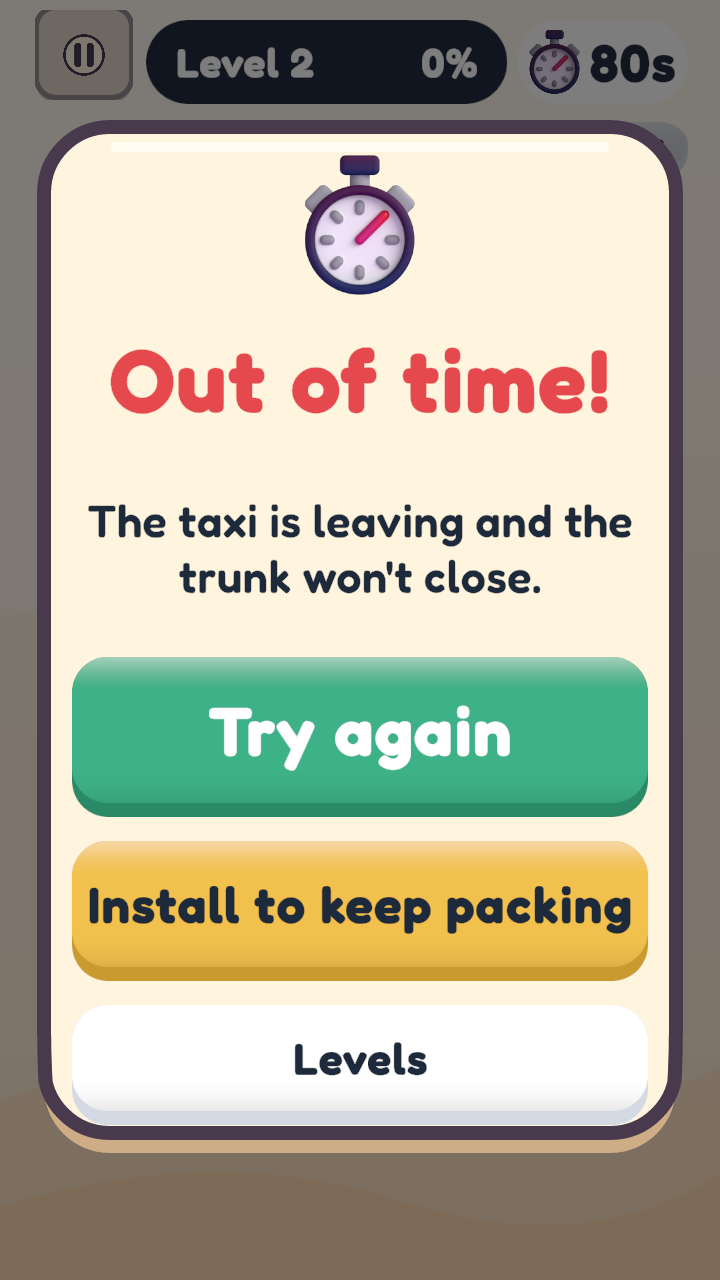 Level 2 0% 80s
Out of time!
The taxi is leaving and the
trunk won't close.
Try again
Install to keep packing
Levels